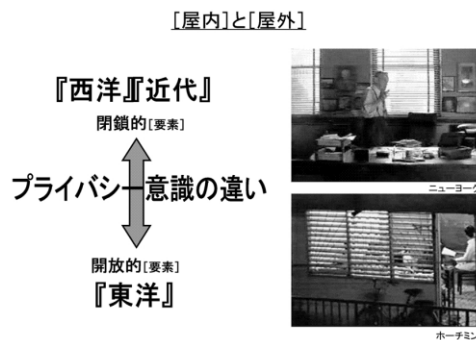 [屋内]と[屋外]
『西洋』『近代』
閉鎖的[要素]
プライバシー意識の違い
開放的[要素]
『東洋』
ニューヨーク
ホーチミン